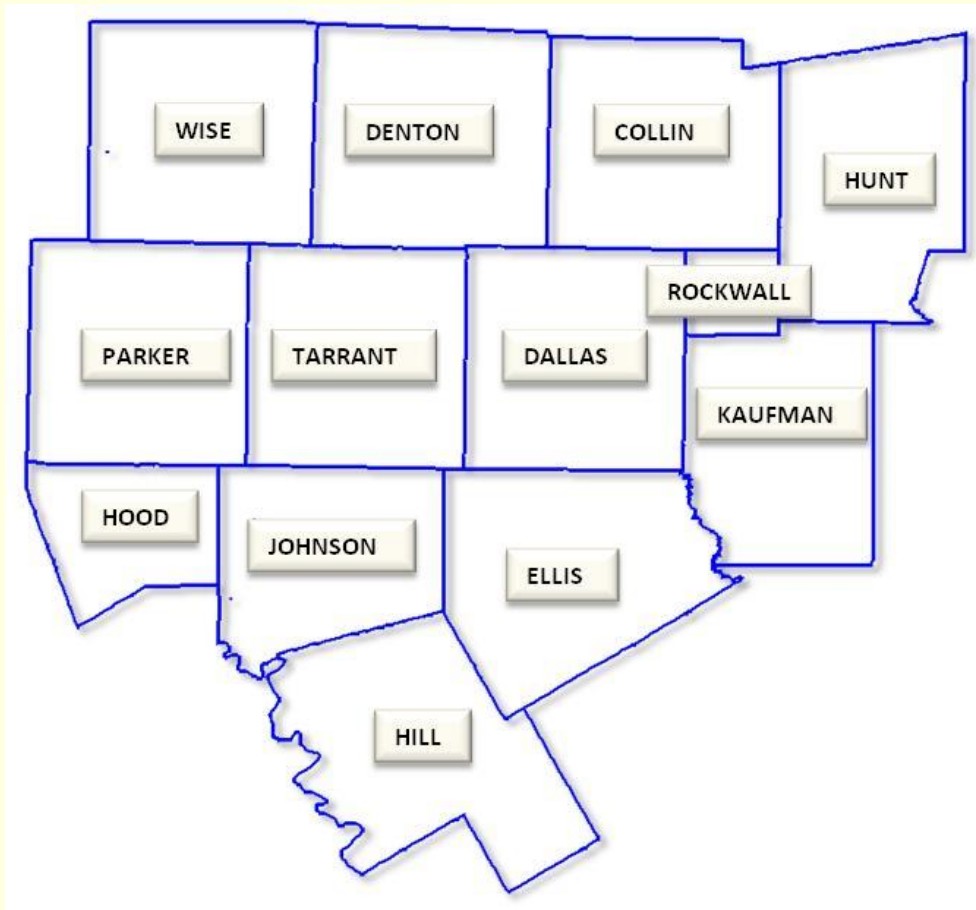 WISE
DENTON
COLLIN
HUNT
ROCKWALL
PARKER
TARRANT
DALLAS
KAUFMAN
HOOD
JOHNSON
ELLIS
HILL